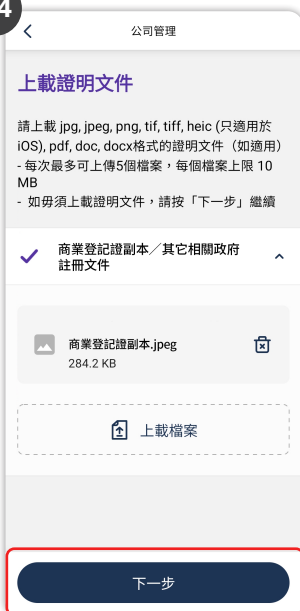 4
公司管理
上載證明文件
請上載 jpg, jpeg, png, tif, tiff, heic (只適用於
iOS), pdf, doc, docx格式的證明文件（如適用）
- 每次最多可上傳5個檔案，每個檔案上限 10
MB
- 如毋須上載證明文件，請按「下一步」繼續
商業登記證副本／其它相關政府
註冊文件
商業登記證副本.jpeg
284.2 KB
上載檔案
下一步